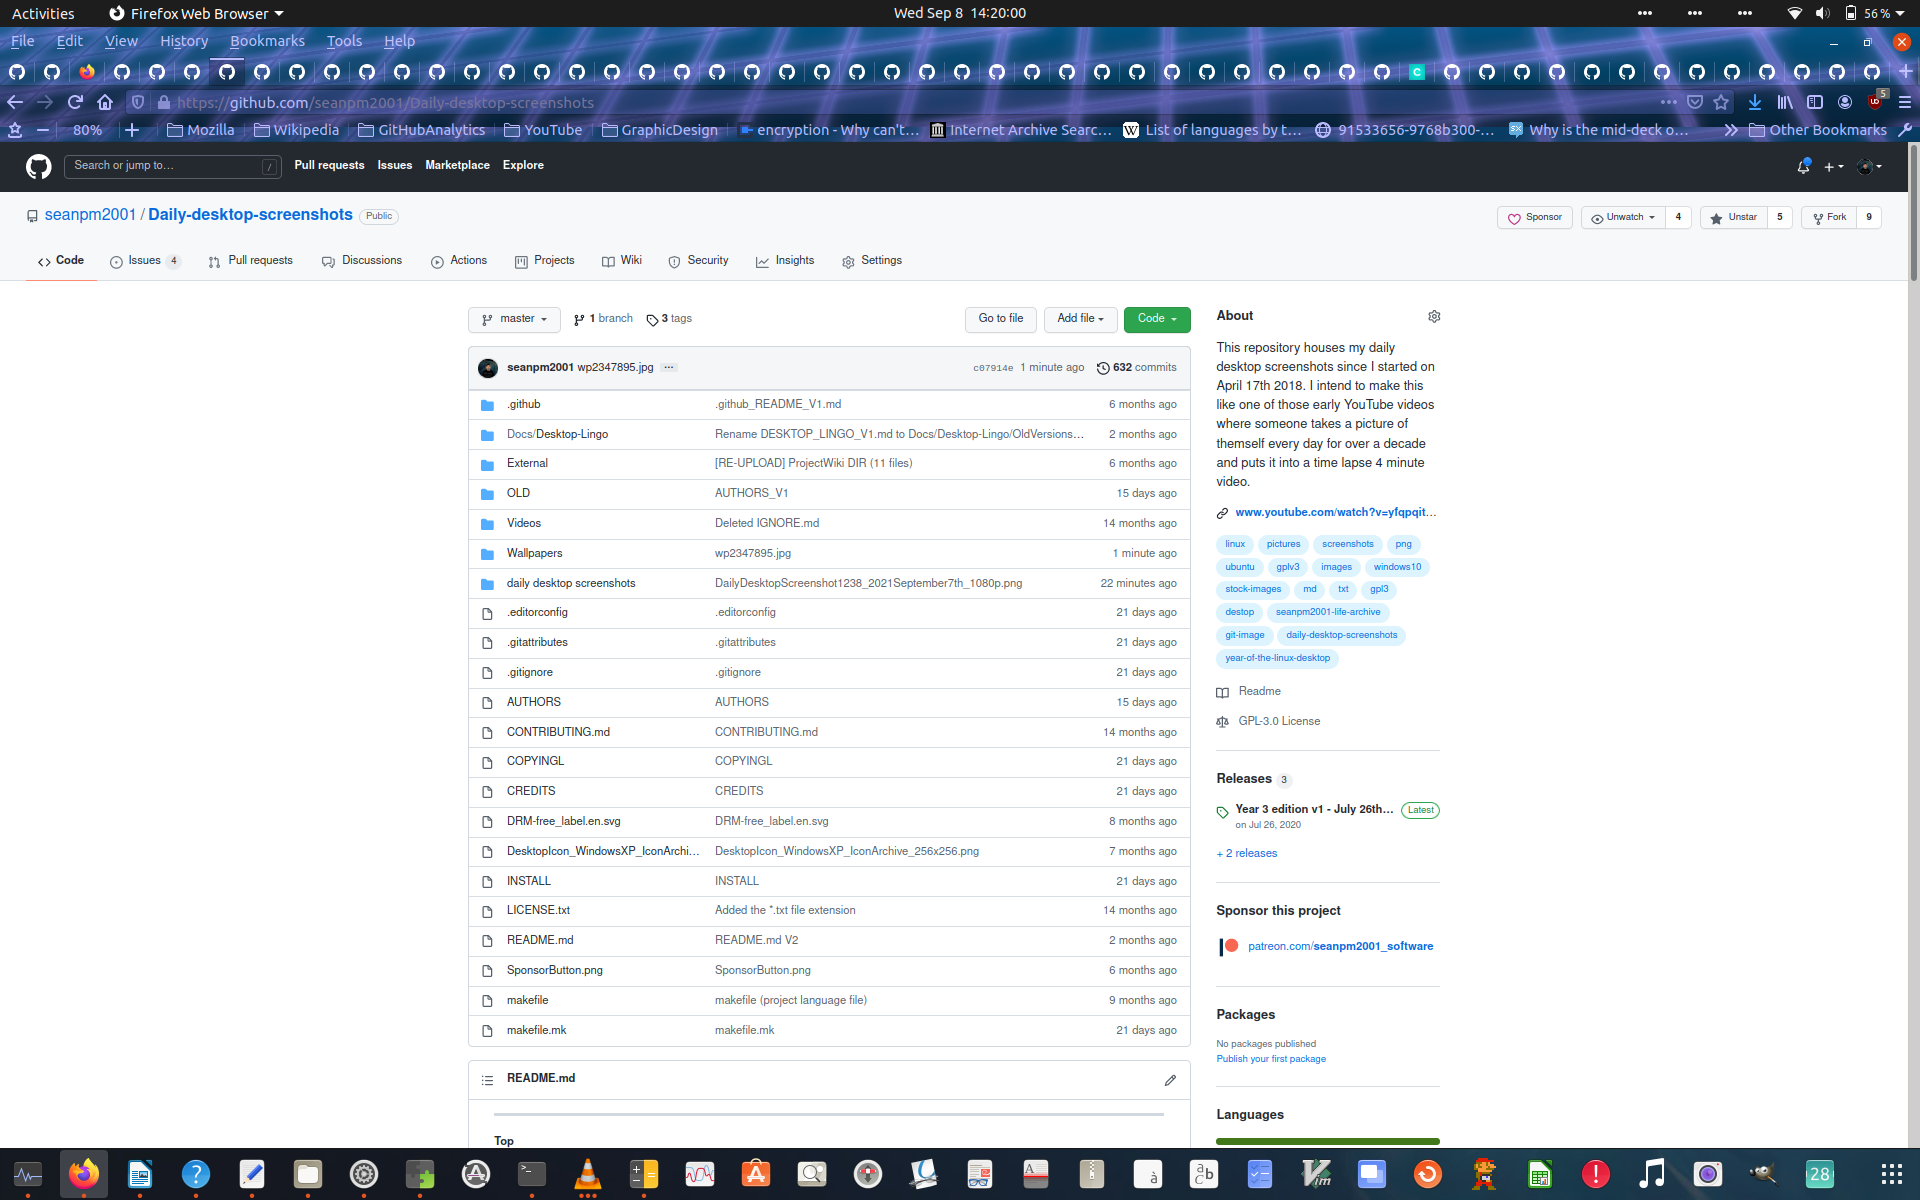 Activities
Firefox Web Browser
Wed Sep 8 14:20:00
56 %
File Edit View History Bookmarks Tools Help
https://github.com/seanpm2001/Daily-desktop-screenshots
5
80%
Mozilla
Wikipedia
GitHubAnalytics
YouTube
GraphicDesign
encryption - Why can't…
Internet Archive Searc…
List of languages by t…
91533656-9768b300-…
Why is the mid-deck o…
Other Bookmarks
Search or jump to…
/
Pull requests
Issues
Marketplace
Explore
seanpm2001 / Daily-desktop-screenshots
Public
Sponsor
Unwatch 4
Unstar 5
Fork 9
Code
Issues 4
Pull requests
Discussions
Actions
Projects
Wiki
Security
Insights
Settings
master
1 branch
3 tags
Go to file
Add file
Code
seanpm2001 wp2347895.jpg
c07914e 1 minute ago
632 commits
.github .github_README_V1.md 6 months ago
Docs/Desktop-Lingo Rename DESKTOP_LINGO_V1.md to Docs/Desktop-Lingo/OldVersions… 2 months ago
External [RE-UPLOAD] ProjectWiki DIR (11 files) 6 months ago
OLD AUTHORS_V1 15 days ago
Videos Deleted IGNORE.md 14 months ago
Wallpapers wp2347895.jpg 1 minute ago
daily desktop screenshots DailyDesktopScreenshot1238_2021September7th_1080p.png 22 minutes ago
.editorconfig .editorconfig 21 days ago
.gitattributes .gitattributes 21 days ago
.gitignore .gitignore 21 days ago
AUTHORS AUTHORS 15 days ago
CONTRIBUTING.md CONTRIBUTING.md 14 months ago
COPYINGL COPYINGL 21 days ago
CREDITS CREDITS 21 days ago
DRM-free_label.en.svg DRM-free_label.en.svg 8 months ago
DesktopIcon_WindowsXP_IconArchi… DesktopIcon_WindowsXP_IconArchive_256x256.png 7 months ago
INSTALL INSTALL 21 days ago
LICENSE.txt Added the *.txt file extension 14 months ago
README.md README.md V2 2 months ago
SponsorButton.png SponsorButton.png 6 months ago
makefile makefile (project language file) 9 months ago
makefile.mk makefile.mk 21 days ago
README.md
Top
About
This repository houses my daily
desktop screenshots since I started on
April 17th 2018. I intend to make this
like one of those early YouTube videos
where someone takes a picture of
themself every day for over a decade
and puts it into a time lapse 4 minute
video.
www.youtube.com/watch?v=yfqpqit…
linux pictures screenshots png
ubuntu gplv3 images windows10
stock-images md txt gpl3
destop seanpm2001-life-archive
git-image daily-desktop-screenshots
year-of-the-linux-desktop
Readme
GPL-3.0 License
Releases 3
Year 3 edition v1 - July 26th…
Latest
on Jul 26, 2020
+ 2 releases
Sponsor this project
patreon.com/seanpm2001_software
Packages
No packages published
Publish your first package
Languages
28